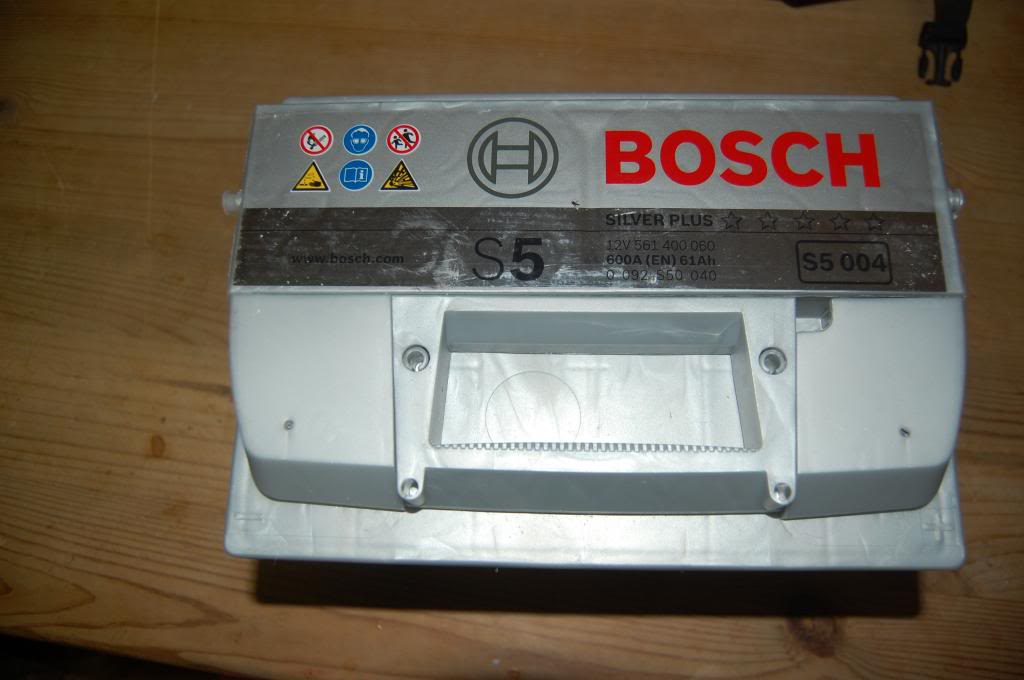 BOSCH
SILVER PLUS
www.bosch.com
S5
12V 561 400 060
600A (EN) 61Ah
0 092 S50 040
S5 004
- +